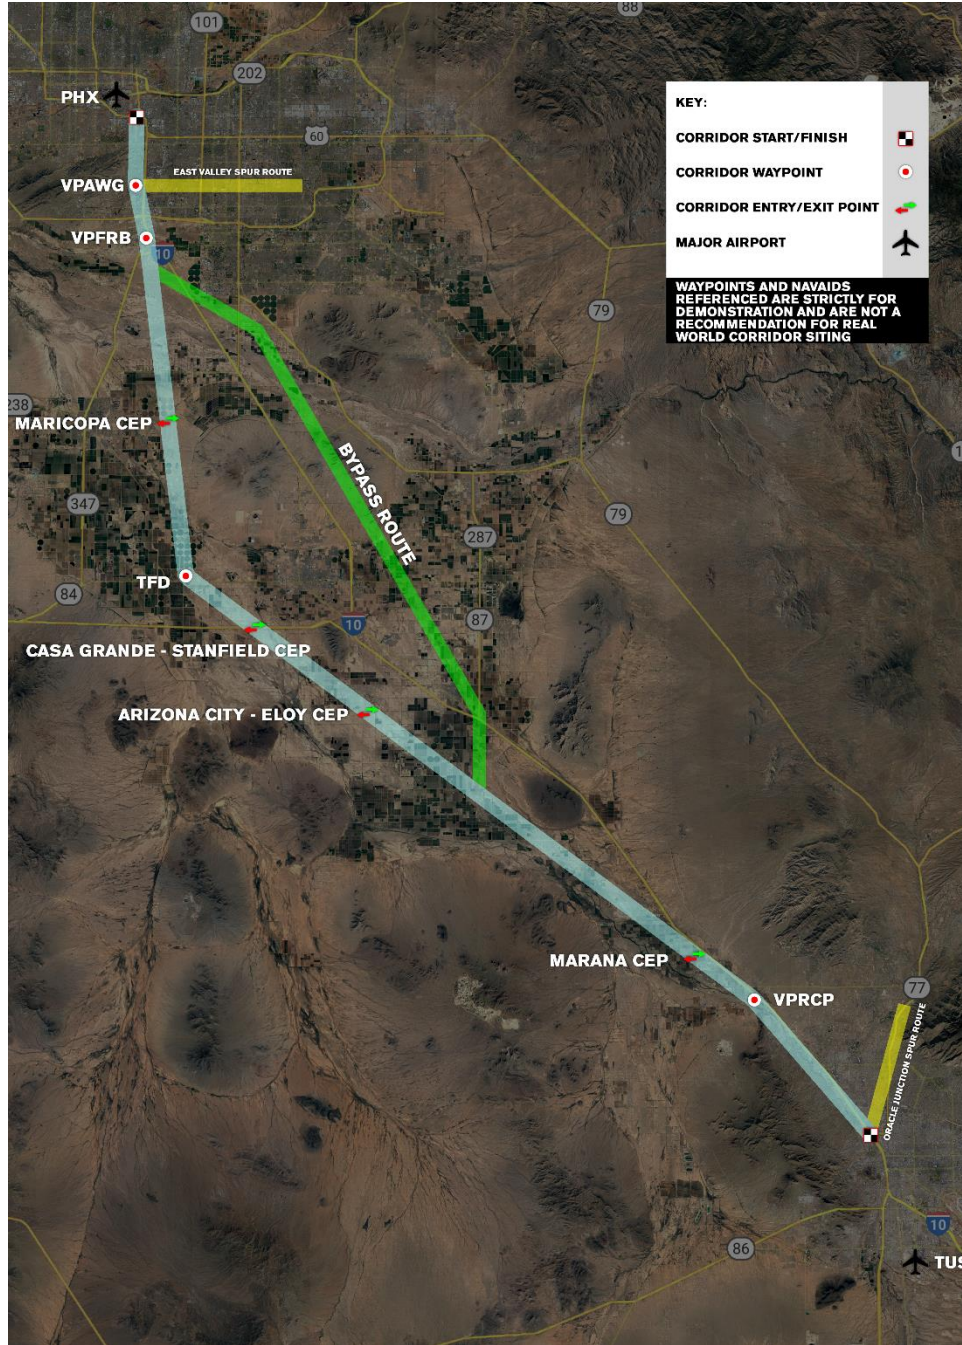 88
101
202
PHX
60
EAST VALLEY SPUR ROUTE
VPAWG
VPFRB
10
KEY:
CORRIDOR START/FINISH
CORRIDOR WAYPOINT
CORRIDOR ENTRY/EXIT POINT
MAJOR AIRPORT
WAYPOINTS AND NAVAIDS
REFERENCED ARE STRICTLY FOR
DEMONSTRATION AND ARE NOT A
RECOMMENDATION FOR REAL
WORLD CORRIDOR SITING
79
238
MARICOPA CEP
BYPASS ROUTE
347
79
287
TFD
84
10
87
CASA GRANDE - STANFIELD CEP
ARIZONA CITY - ELOY CEP
MARANA CEP
VPRCP
77
ORACLE JUNCTION SPUR ROUTE
10
86
TUS